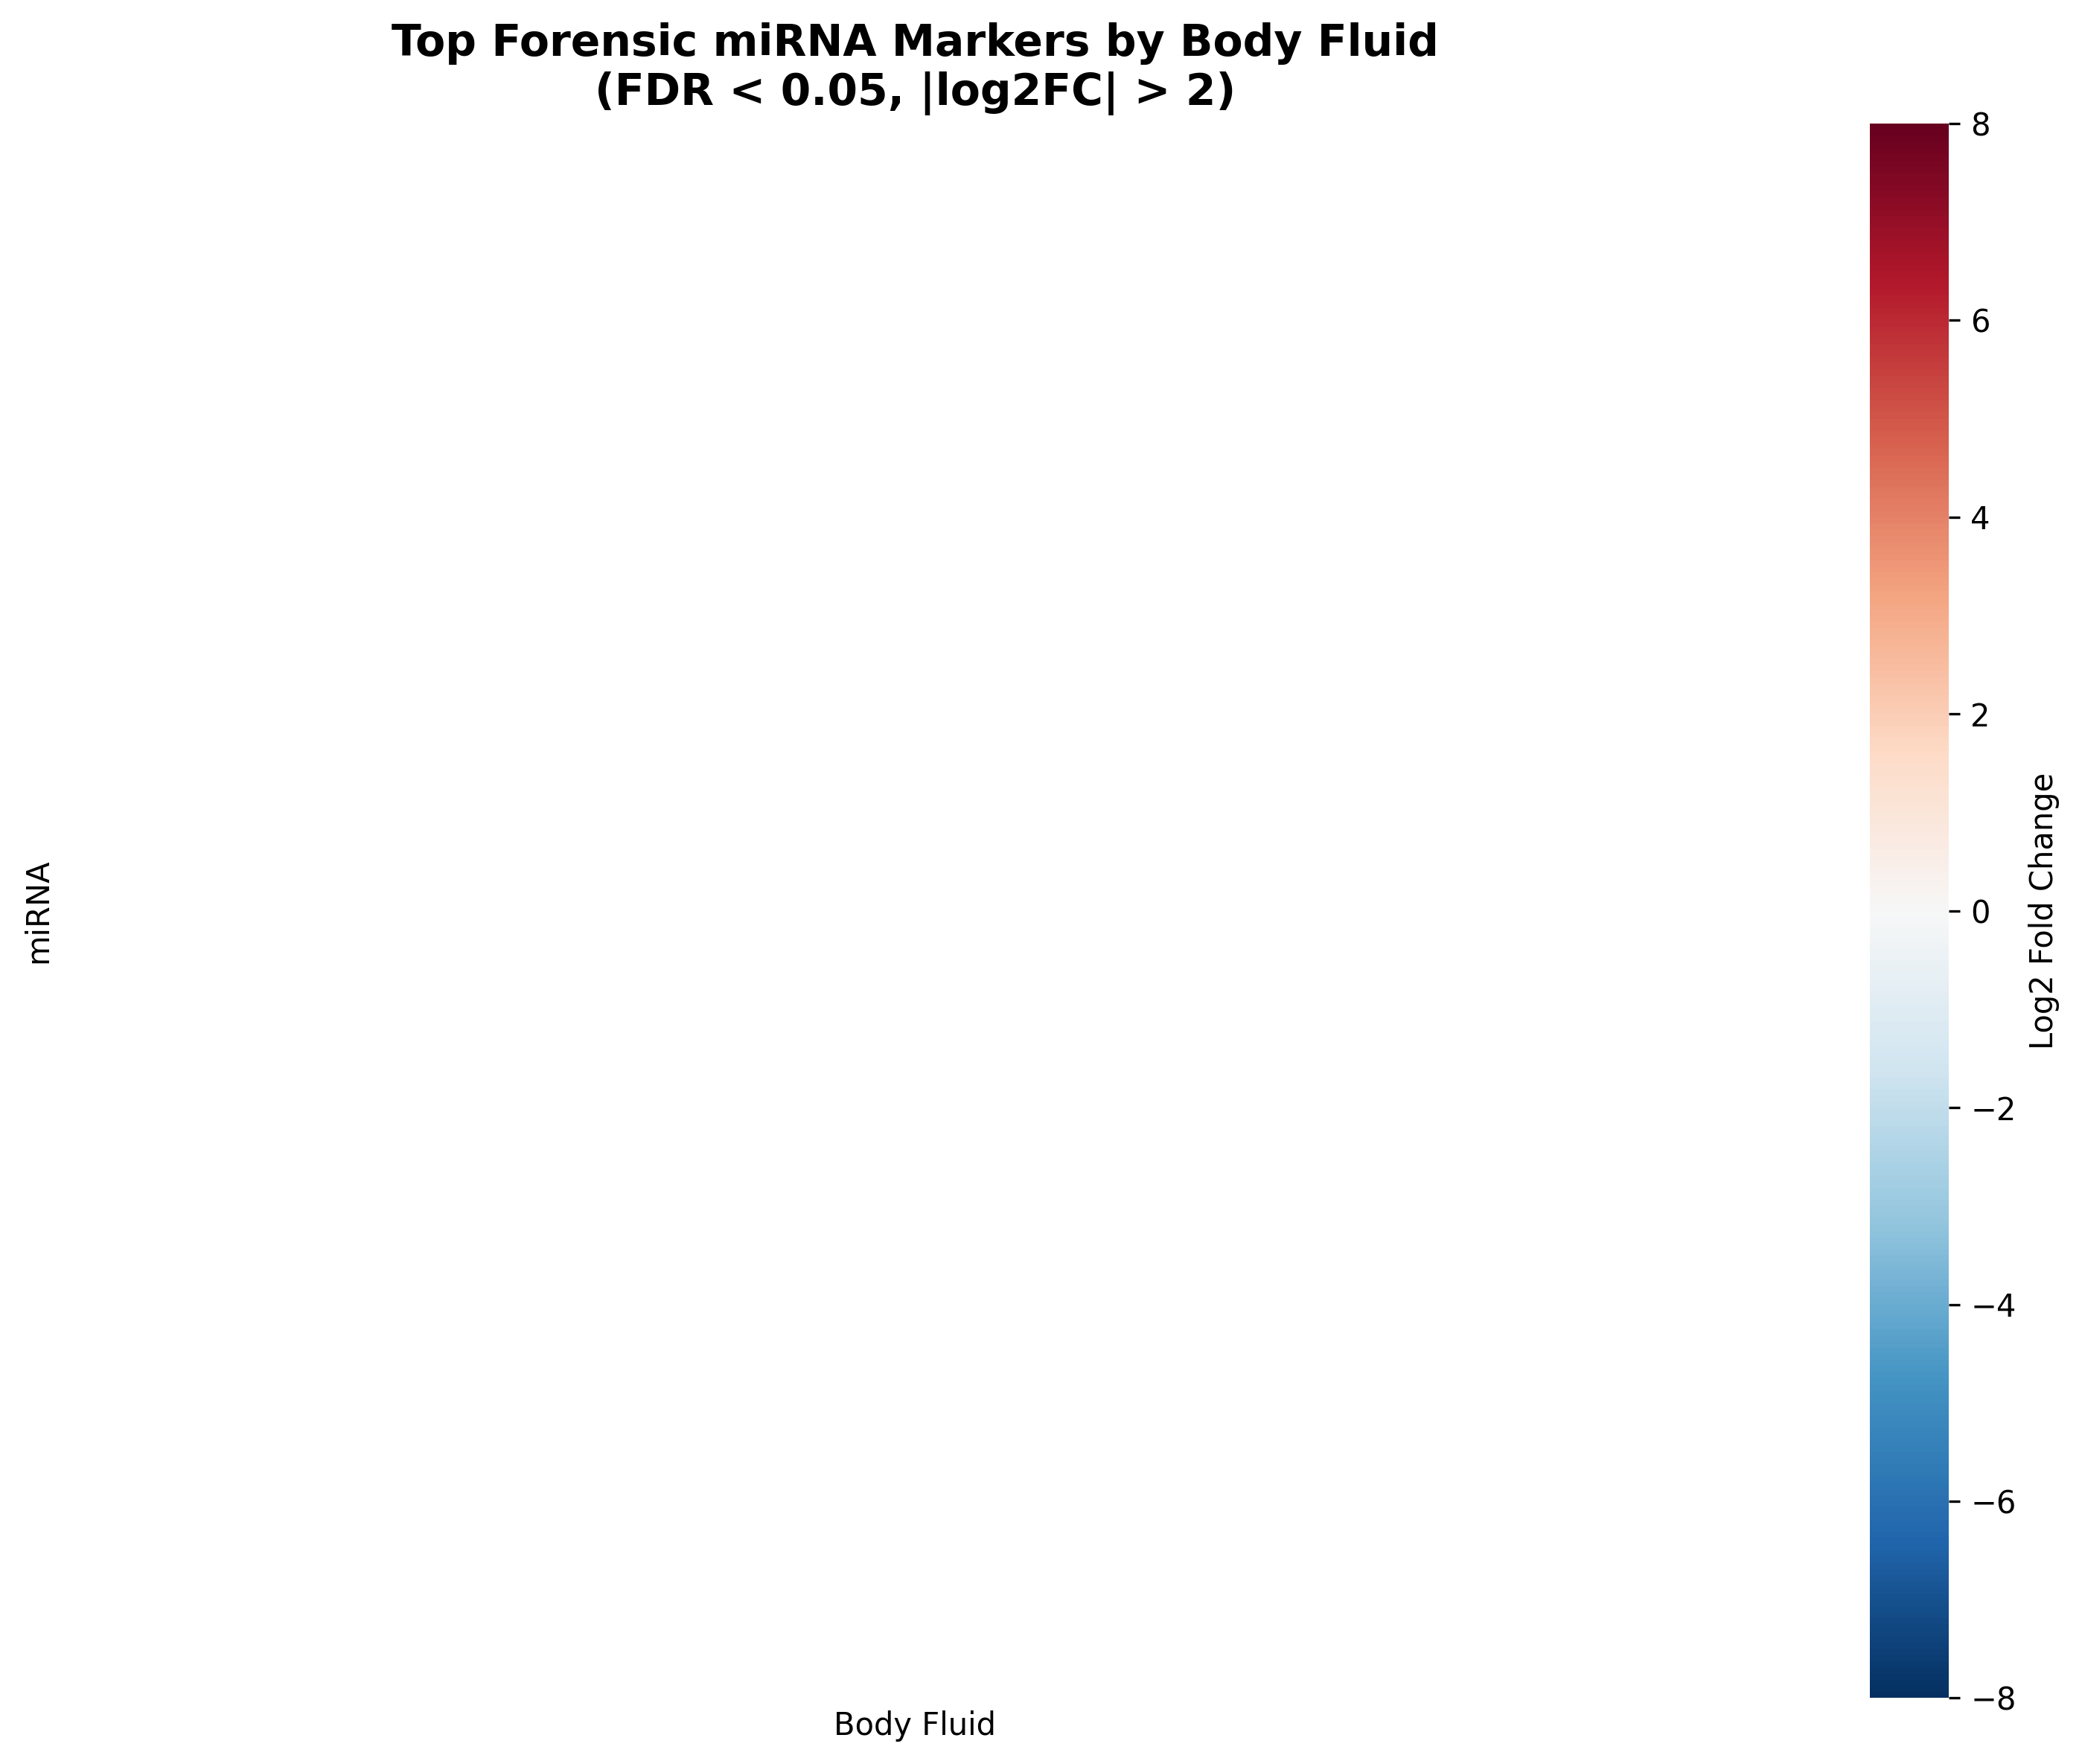 Top Forensic miRNA Markers by Body Fluid
(FDR < 0.05, |log2FC| > 2)
miRNA
Body Fluid
8
6
4
2
0
−2
−4
−6
−8
Log2 Fold Change